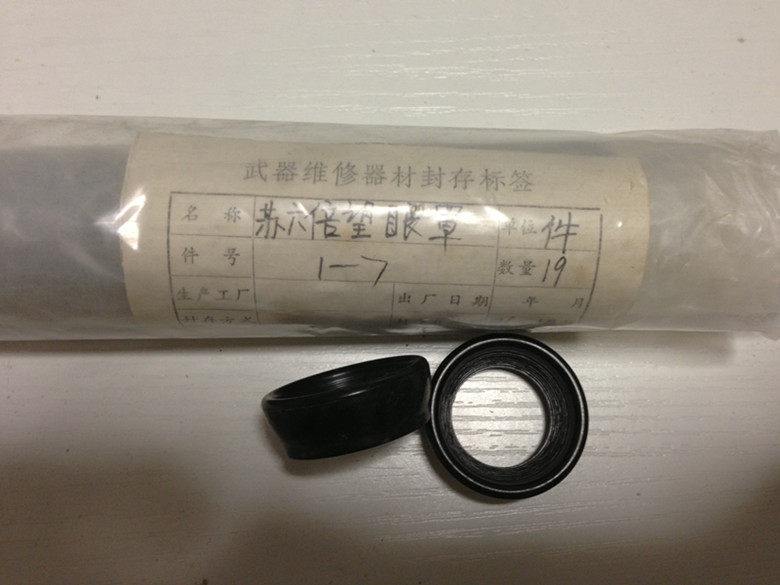 武器维修器材封存标签
名 称 苏六倍望眼罩 单位 件
件 号 1-7 数量 19
生产工厂 出厂日期 年 月